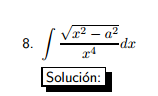 8. ∫ √(x² − a²) / x⁴ dx
Solución: